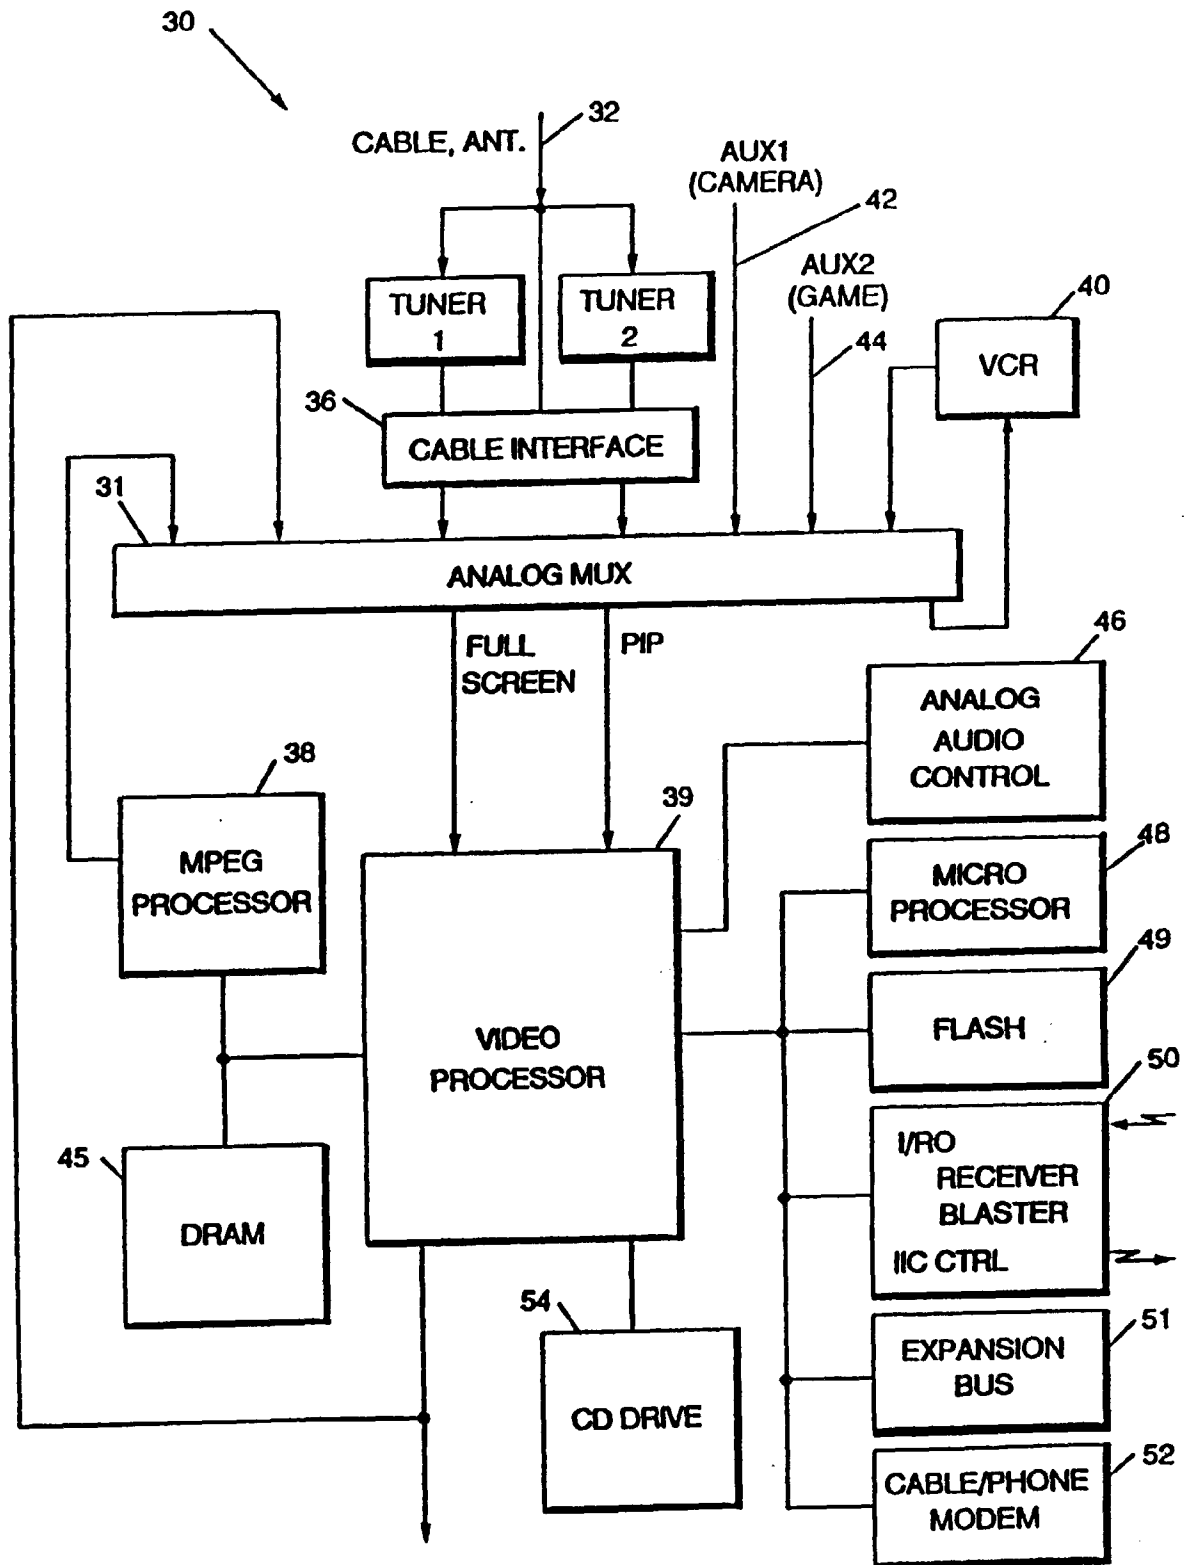 30
32
CABLE, ANT.
AUX1
(CAMERA)
42
AUX2
(GAME)
44
40
VCR
TUNER
1
TUNER
2
36
CABLE INTERFACE
31
ANALOG MUX
FULL
SCREEN
PIP
46
ANALOG
AUDIO
CONTROL
38
MPEG
PROCESSOR
39
VIDEO
PROCESSOR
48
MICRO
PROCESSOR
49
FLASH
50
I/RO
RECEIVER
BLASTER
IIC CTRL
45
DRAM
54
CD DRIVE
51
EXPANSION
BUS
52
CABLE/PHONE
MODEM